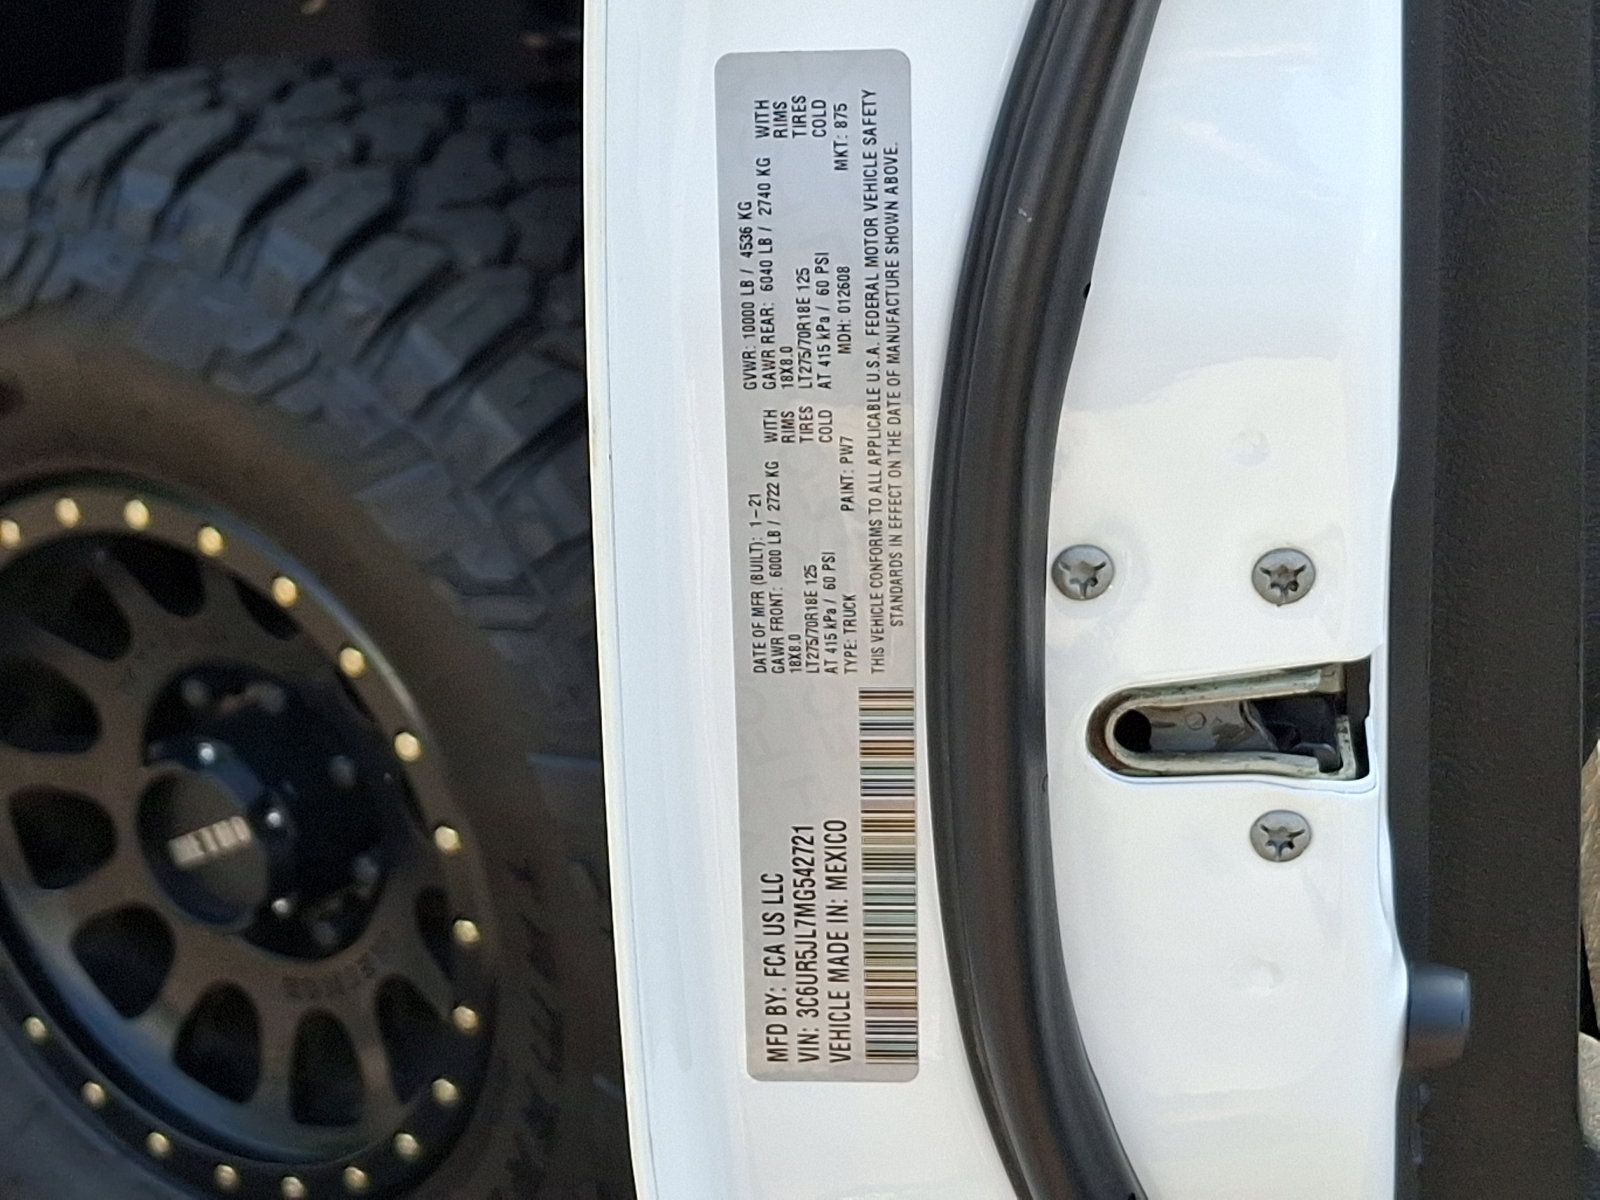 MFD BY: FCA US LLC
VIN: 3C6UR5JL7MG542721
VEHICLE MADE IN: MEXICO
DATE OF MFR (BUILT): 1-21 GVWR: 10000 LB / 4536 KG
GAWR FRONT: 6000 LB / 2722 KG WITH GAWR REAR: 6040 LB / 2740 KG WITH
18X8.0 RIMS 18X8.0 RIMS
LT275/70R18E 125 TIRES LT275/70R18E 125 TIRES
AT 415 kPa / 60 PSI COLD AT 415 kPa / 60 PSI COLD
TYPE: TRUCK PAINT: PW7 MDH: 012608 MKT: 875
THIS VEHICLE CONFORMS TO ALL APPLICABLE U.S.A. FEDERAL MOTOR VEHICLE SAFETY
STANDARDS IN EFFECT ON THE DATE OF MANUFACTURE SHOWN ABOVE.